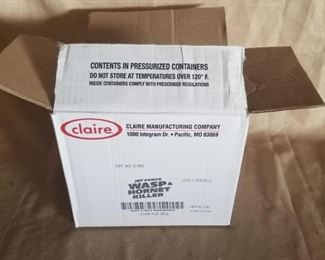 CONTENTS IN PRESSURIZED CONTAINERS
DO NOT STORE AT TEMPERATURES OVER 120° F.
INSIDE CONTAINERS COMPLY WITH PRESCRIBED REGULATIONS
claire
CLAIRE MANUFACTURING COMPANY
1000 Integram Dr. • Pacific, MO 63069
CAT. NO.
JET FORCE
WASP &
HORNET
KILLER